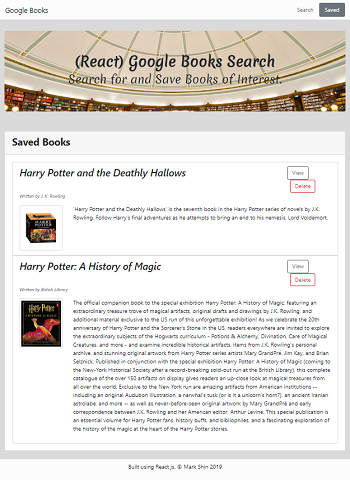 Google Books
Search
Saved
(React) Google Books Search
Search for and Save Books of Interest.
Saved Books
Harry Potter and the Deathly Hallows
View
Delete
Written by J. K. Rowling
'Harry Potter and the Deathly Hallows' is the seventh book in the Harry Potter series of novels by J.K.
Rowling. Follow Harry's final adventures as he attempts to bring an end to his nemesis, Lord Voldemort.
Harry Potter: A History of Magic
View
Delete
Written by British Library
The official companion book to the special exhibition Harry Potter: A History of Magic, featuring an
extraordinary treasure trove of magical artifacts, original drafts and drawings by J.K. Rowling, and
additional material exclusive to the US run of this unforgettable exhibition! As we celebrate the 20th
anniversary of Harry Potter and the Sorcerer's Stone in the US, readers everywhere are invited to explore
the extraordinary subjects of the Hogwarts curriculum - Potions & Alchemy, Divination, Care of Magical
Creatures, and more - and examine incredible historical artifacts, items from J.K. Rowling's personal
archive, and stunning original artwork from Harry Potter series artists Mary GrandPré, Jim Kay, and Brian
Selznick. Published in conjunction with the special exhibition Harry Potter: A History of Magic (coming to
the New-York Historical Society after a record-breaking sold-out run at the British Library), this complete
catalogue of the over 150 artifacts on display gives readers an up-close look at magical treasures from
all over the world. Exclusive to the New York run are amazing artifacts from American institutions --
including an original Audubon illustration, a narwhal's tusk (or is it a unicorn's horn?), an ancient Iranian
astrolabe, and more -- as well as never-before-seen original artwork by Mary GrandPré and early
correspondence between J.K. Rowling and her American editor, Arthur Levine. This special publication is
an essential volume for Harry Potter fans, history buffs, and bibliophiles, and a fascinating exploration of
the history of the magic at the heart of the Harry Potter stories.
Built using React.js. © Mark Shin 2019